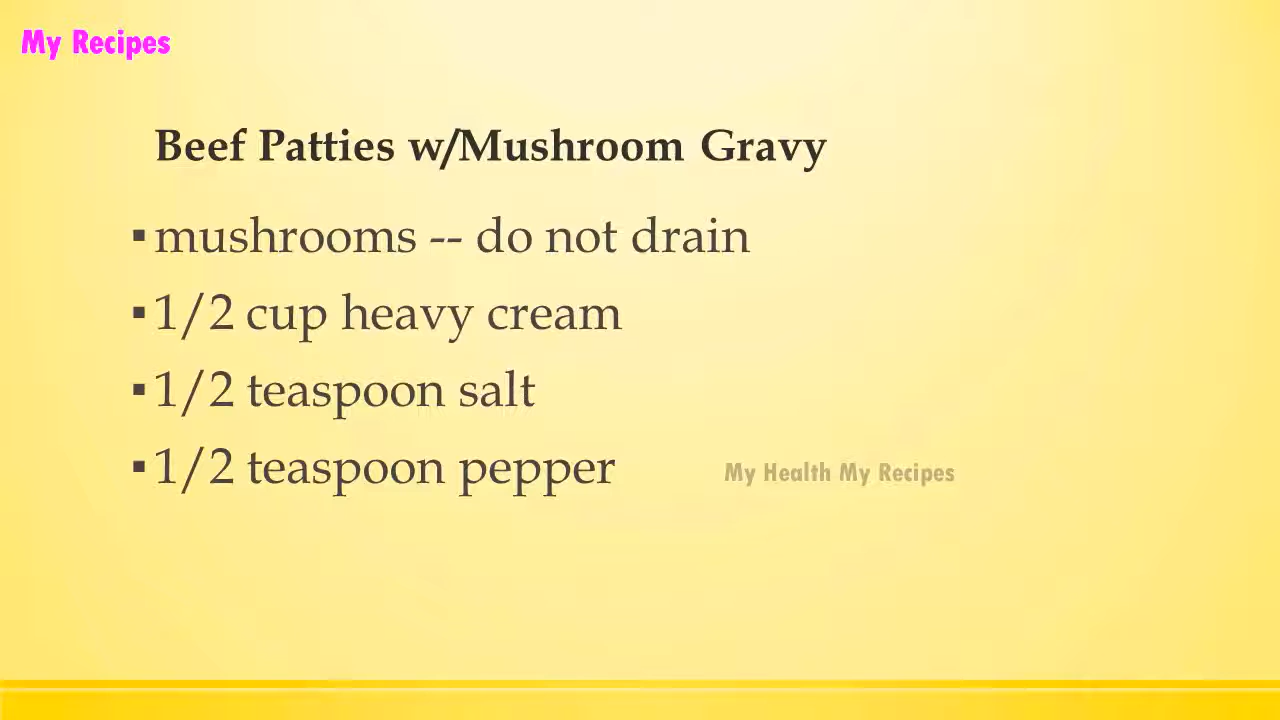 My Recipes
Beef Patties w/Mushroom Gravy
▪mushrooms -- do not drain
▪1/2 cup heavy cream
▪1/2 teaspoon salt
▪1/2 teaspoon pepper
My Health My Recipes